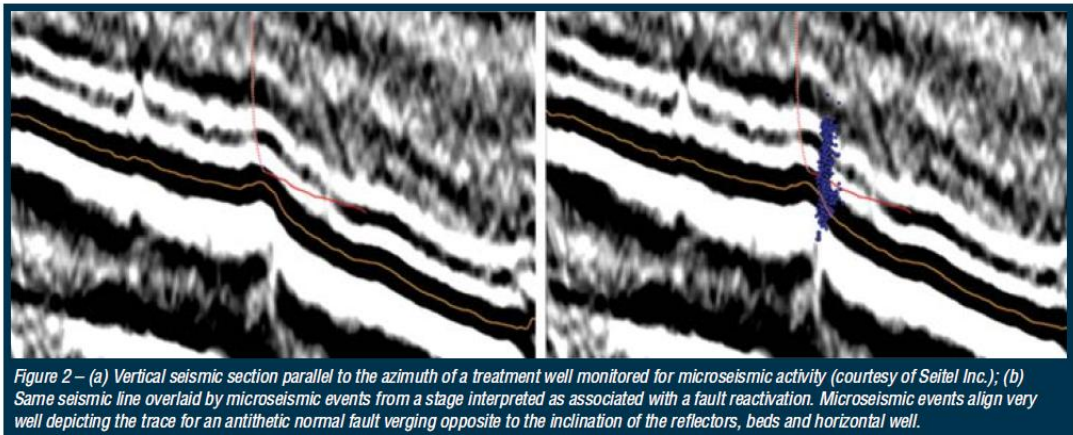 Figure 2 – (a) Vertical seismic section parallel to the azimuth of a treatment well monitored for microseismic activity (courtesy of Seitel Inc.); (b)
Same seismic line overlaid by microseismic events from a stage interpreted as associated with a fault reactivation. Microseismic events align very
well depicting the trace for an antithetic normal fault verging opposite to the inclination of the reflectors, beds and horizontal well.